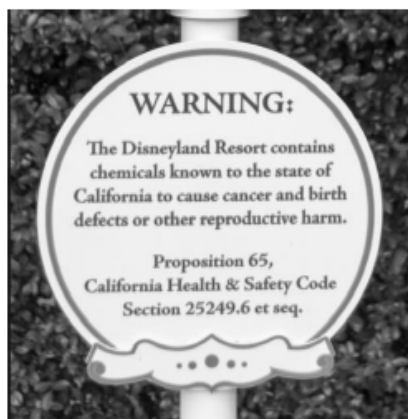 WARNING:
The Disneyland Resort contains
chemicals known to the state of
California to cause cancer and birth
defects or other reproductive harm.
Proposition 65,
California Health & Safety Code
Section 25249.6 et seq.